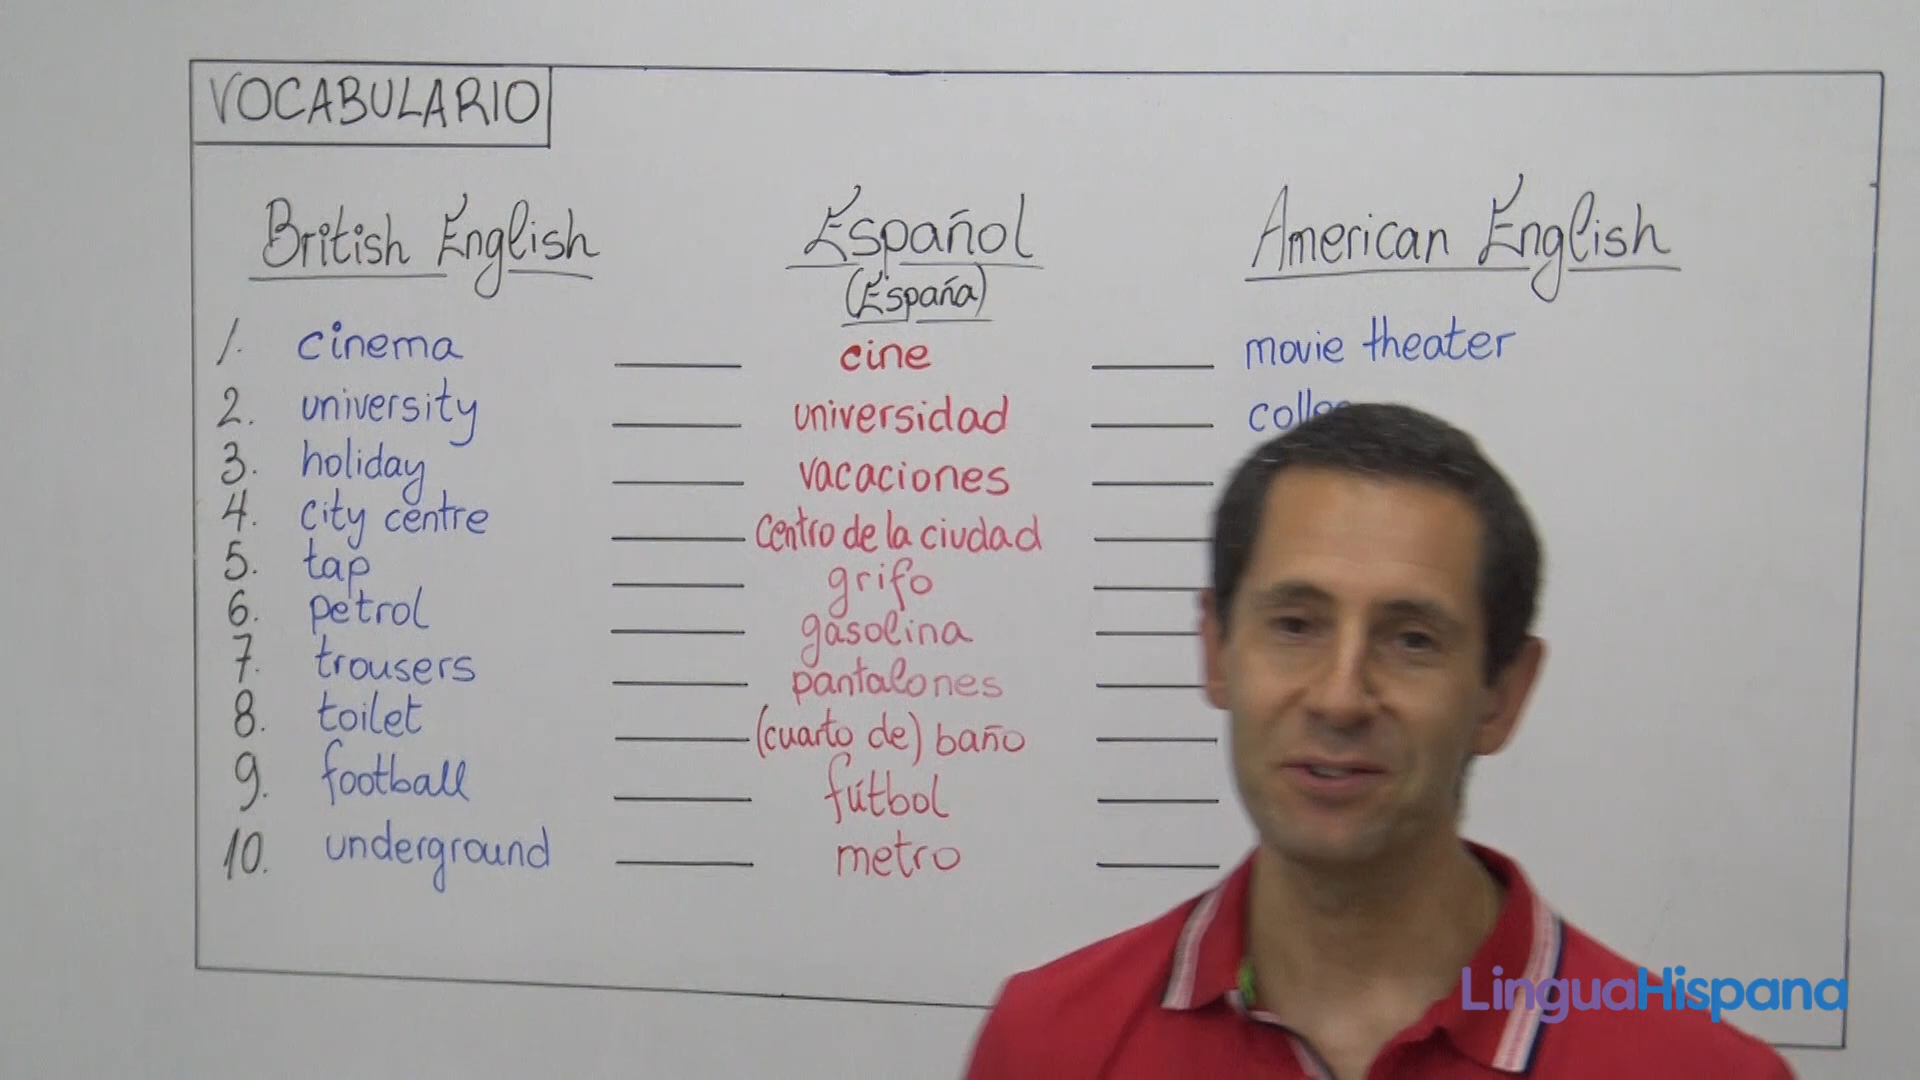 VOCABULARIO
British English Español American English
(España)
1. cinema cine movie theater
2. university universidad
3. holiday vacaciones
4. city centre centro de la ciudad
5. tap grifo
6. petrol gasolina
7. trousers pantalones
8. toilet (cuarto de) baño
9. football fútbol
10. underground metro
LinguaHispana